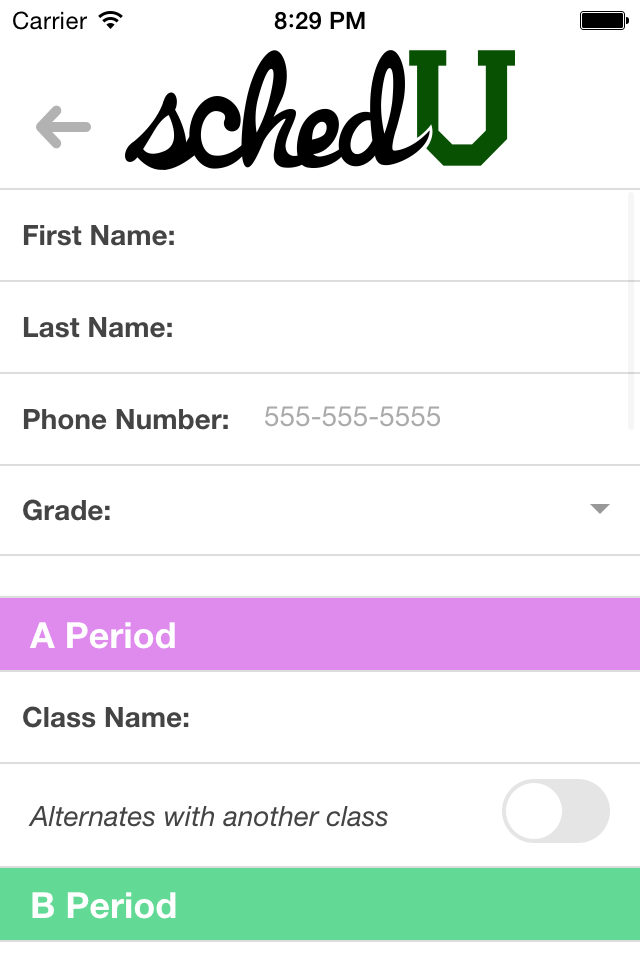 Carrier 8:29 PM
schedU
First Name:
Last Name:
Phone Number: 555-555-5555
Grade:
A Period
Class Name:
Alternates with another class
B Period